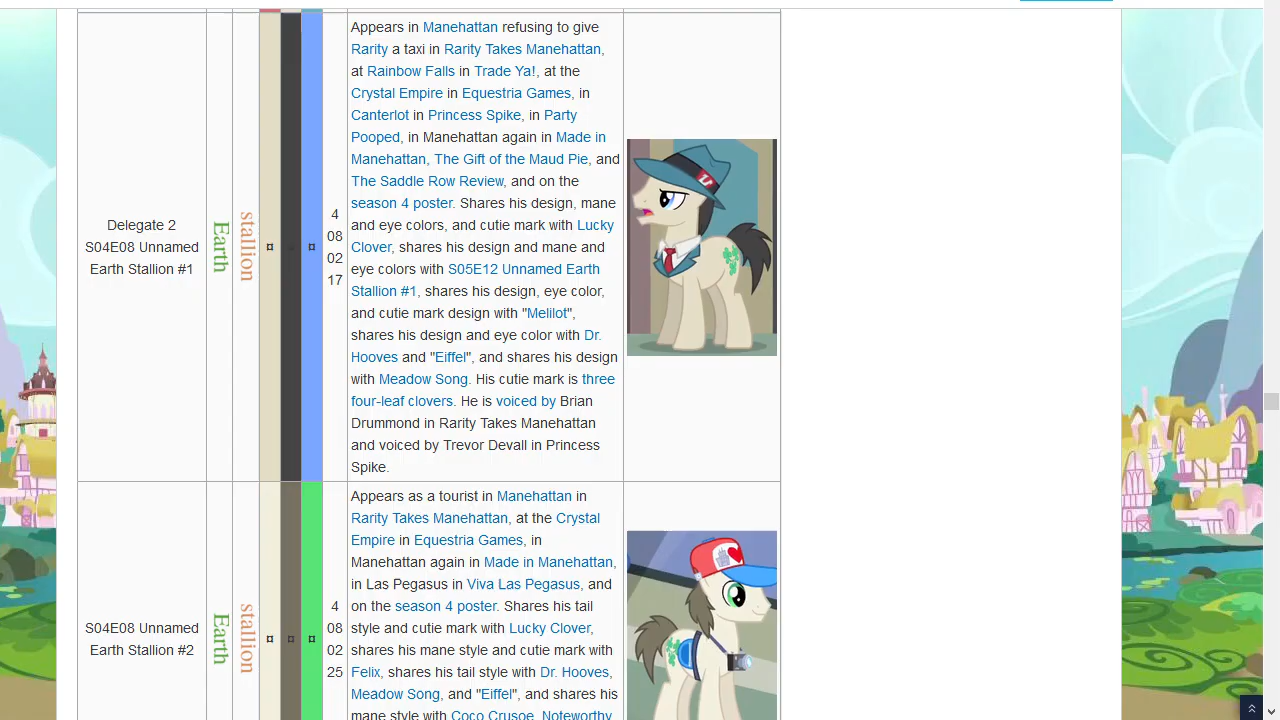 Delegate 2
S04E08 Unnamed
Earth Stallion #1
Earth
stallion
¤
¤
¤
4
08
02
17
Appears in Manehattan refusing to give
Rarity a taxi in Rarity Takes Manehattan,
at Rainbow Falls in Trade Ya!, at the
Crystal Empire in Equestria Games, in
Canterlot in Princess Spike, in Party
Pooped, in Manehattan again in Made in
Manehattan, The Gift of the Maud Pie, and
The Saddle Row Review, and on the
season 4 poster. Shares his design, mane
and eye colors, and cutie mark with Lucky
Clover, shares his design and mane and
eye colors with S05E12 Unnamed Earth
Stallion #1, shares his design, eye color,
and cutie mark design with "Melilot",
shares his design and eye color with Dr.
Hooves and "Eiffel", and shares his design
with Meadow Song. His cutie mark is three
four-leaf clovers. He is voiced by Brian
Drummond in Rarity Takes Manehattan
and voiced by Trevor Devall in Princess
Spike.
S04E08 Unnamed
Earth Stallion #2
Earth
stallion
¤
¤
¤
4
08
02
25
Appears as a tourist in Manehattan in
Rarity Takes Manehattan, at the Crystal
Empire in Equestria Games, in
Manehattan again in Made in Manehattan,
in Las Pegasus in Viva Las Pegasus, and
on the season 4 poster. Shares his tail
style and cutie mark with Lucky Clover,
shares his mane style and cutie mark with
Felix, shares his tail style with Dr. Hooves,
Meadow Song, and "Eiffel", and shares his
mane style with Coco Crusoe, Noteworthy,